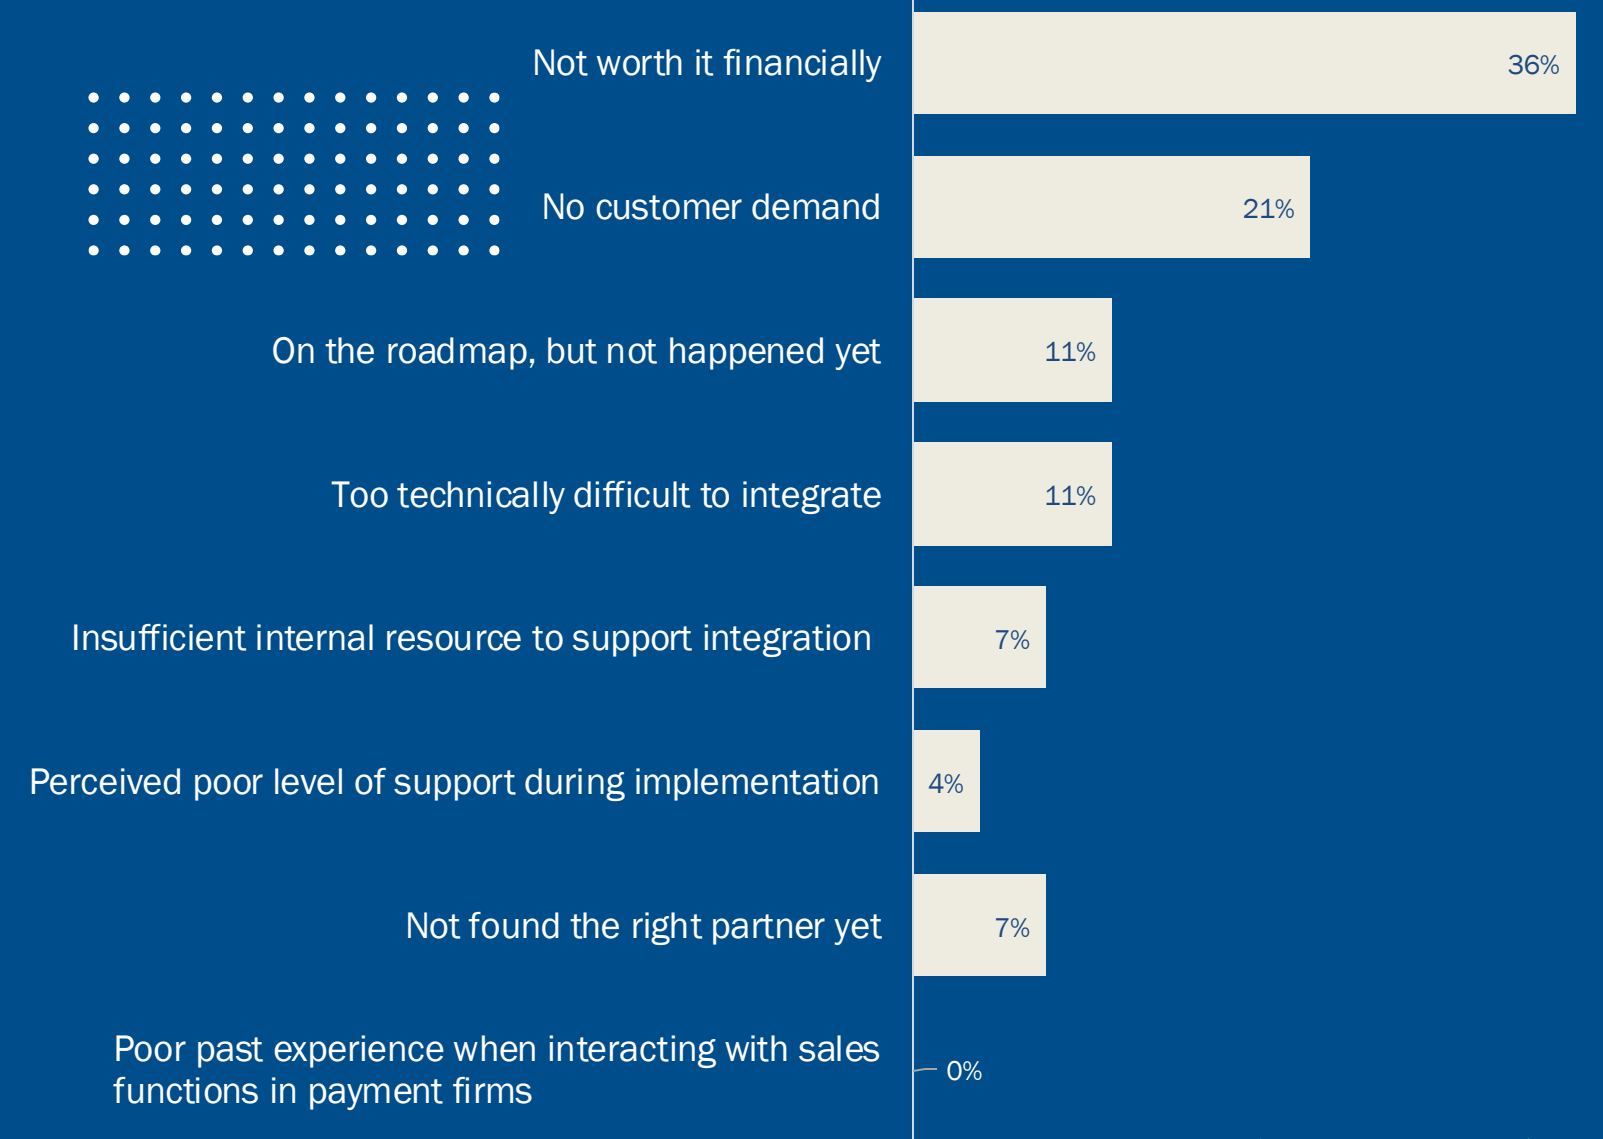 Not worth it financially 36%
No customer demand 21%
On the roadmap, but not happened yet 11%
Too technically difficult to integrate 11%
Insufficient internal resource to support integration 7%
Perceived poor level of support during implementation 4%
Not found the right partner yet 7%
Poor past experience when interacting with sales
functions in payment firms 0%